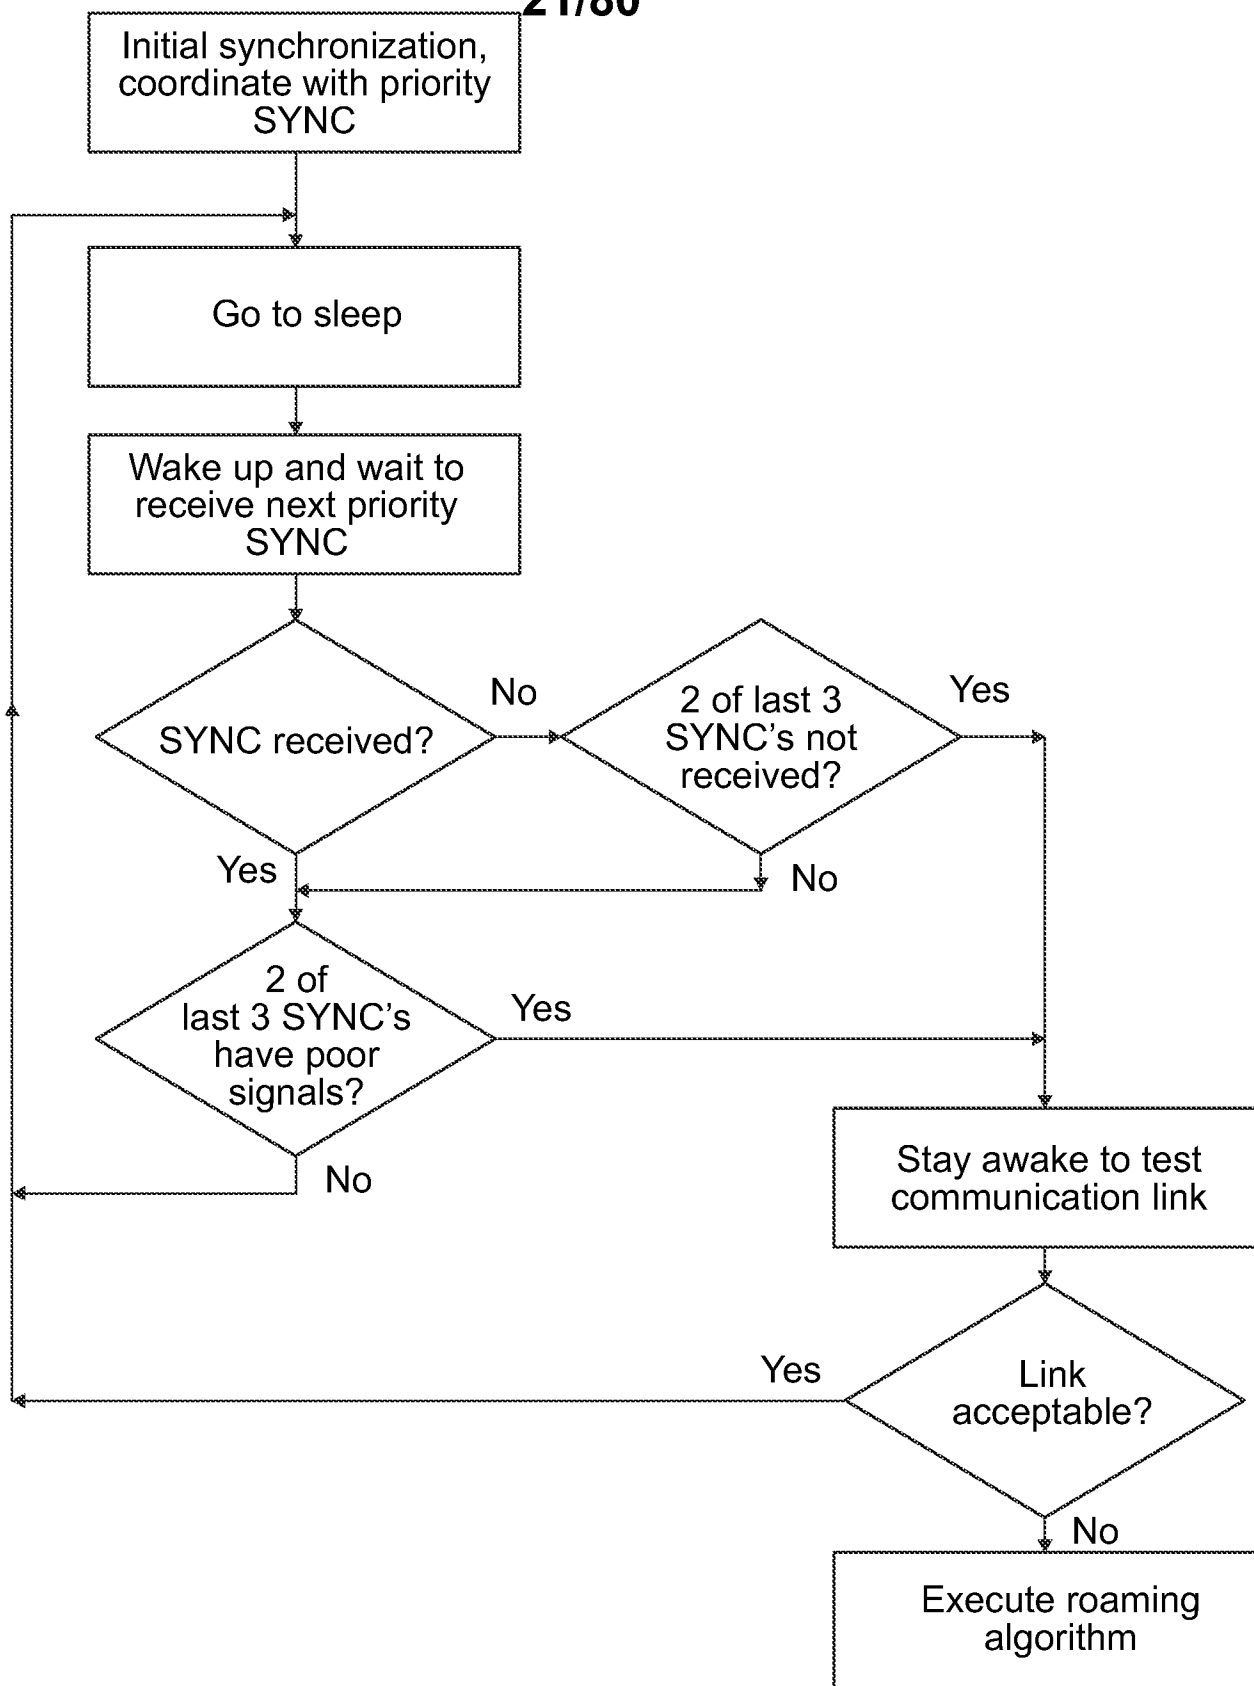 21/80
Initial synchronization,
coordinate with priority
SYNC
Go to sleep
Wake up and wait to
receive next priority
SYNC
SYNC received?
No
2 of last 3
SYNC's not
received?
Yes
Yes
No
2 of
last 3 SYNC's
have poor
signals?
Yes
No
Stay awake to test
communication link
Link
acceptable?
Yes
No
Execute roaming
algorithm